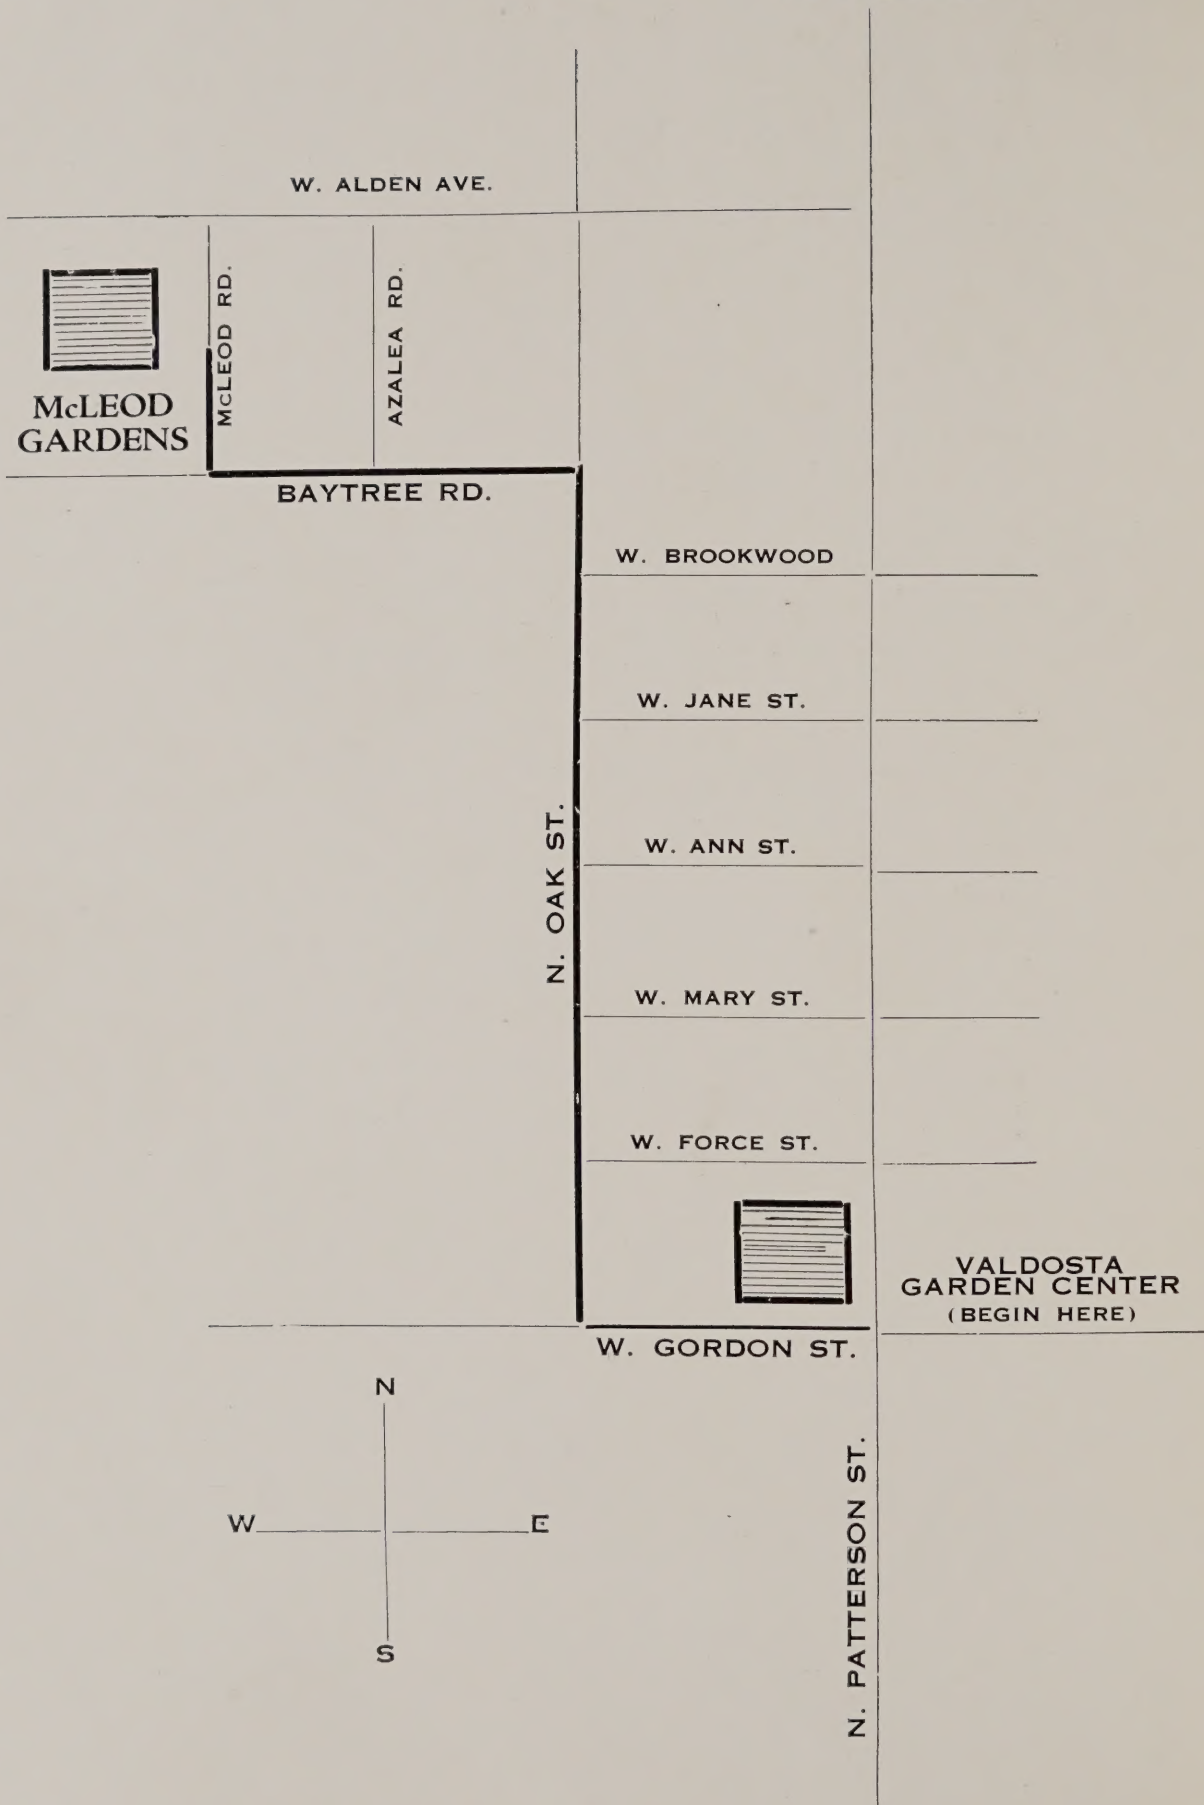 W. ALDEN AVE.
McLEOD RD.
AZALEA RD.
McLEOD
GARDENS
BAYTREE RD.
W. BROOKWOOD
W. JANE ST.
N. OAK ST.
W. ANN ST.
W. MARY ST.
W. FORCE ST.
VALDOSTA
GARDEN CENTER
(BEGIN HERE)
W. GORDON ST.
N
W
E
S
N. PATTERSON ST.